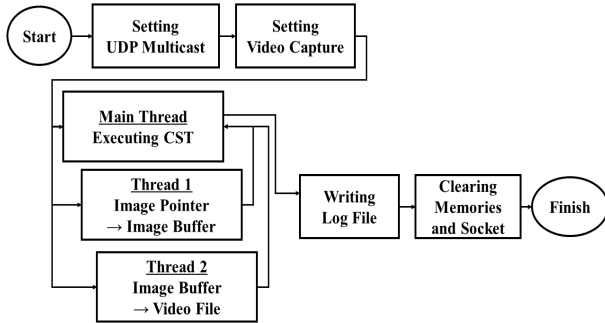 Start
Setting
UDP Multicast
Setting
Video Capture
Main Thread
Executing CST
Thread 1
Image Pointer
→ Image Buffer
Thread 2
Image Buffer
→ Video File
Writing
Log File
Clearing
Memories
and Socket
Finish